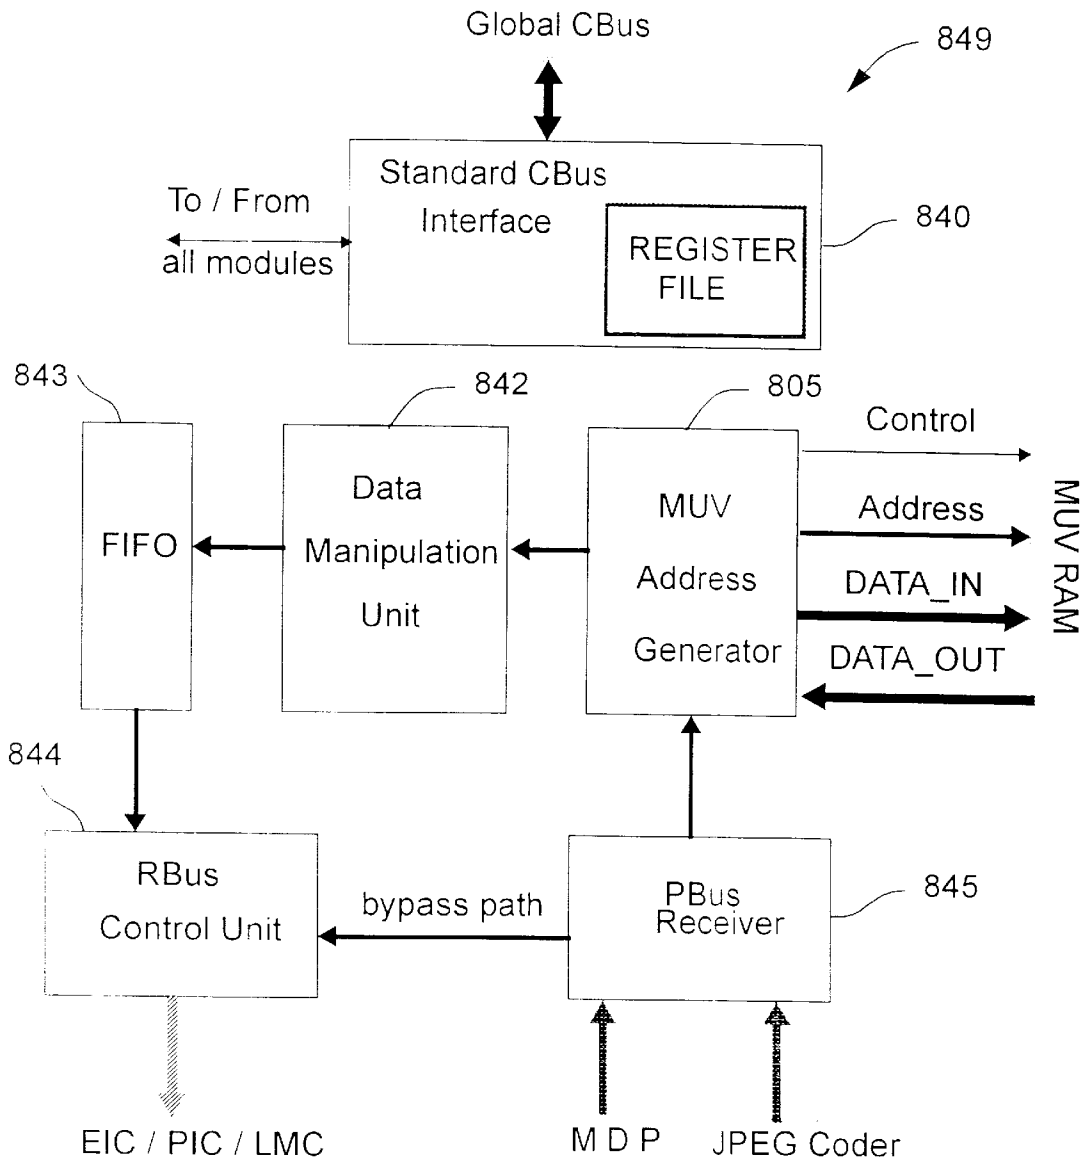 Global CBus
849
Standard CBus
Interface
To / From
all modules
REGISTER
FILE
840
843
842
805
Control
Address
DATA_IN
DATA_OUT
MUV RAM
FIFO
Data
Manipulation
Unit
MUV
Address
Generator
844
RBus
Control Unit
bypass path
PBus
Receiver
845
EIC / PIC / LMC
M D P
JPEG Coder